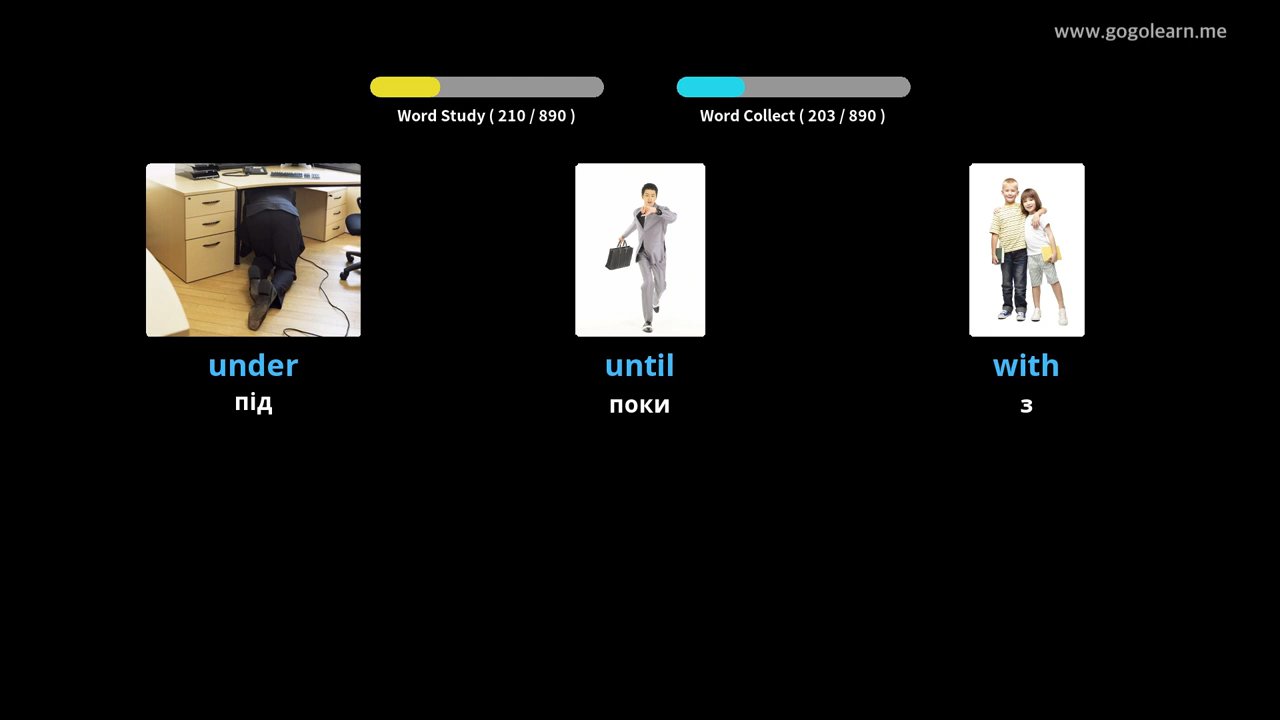 www.gogolearn.me
Word Study ( 210 / 890 )
Word Collect ( 203 / 890 )
under
until
with
під
поки
з